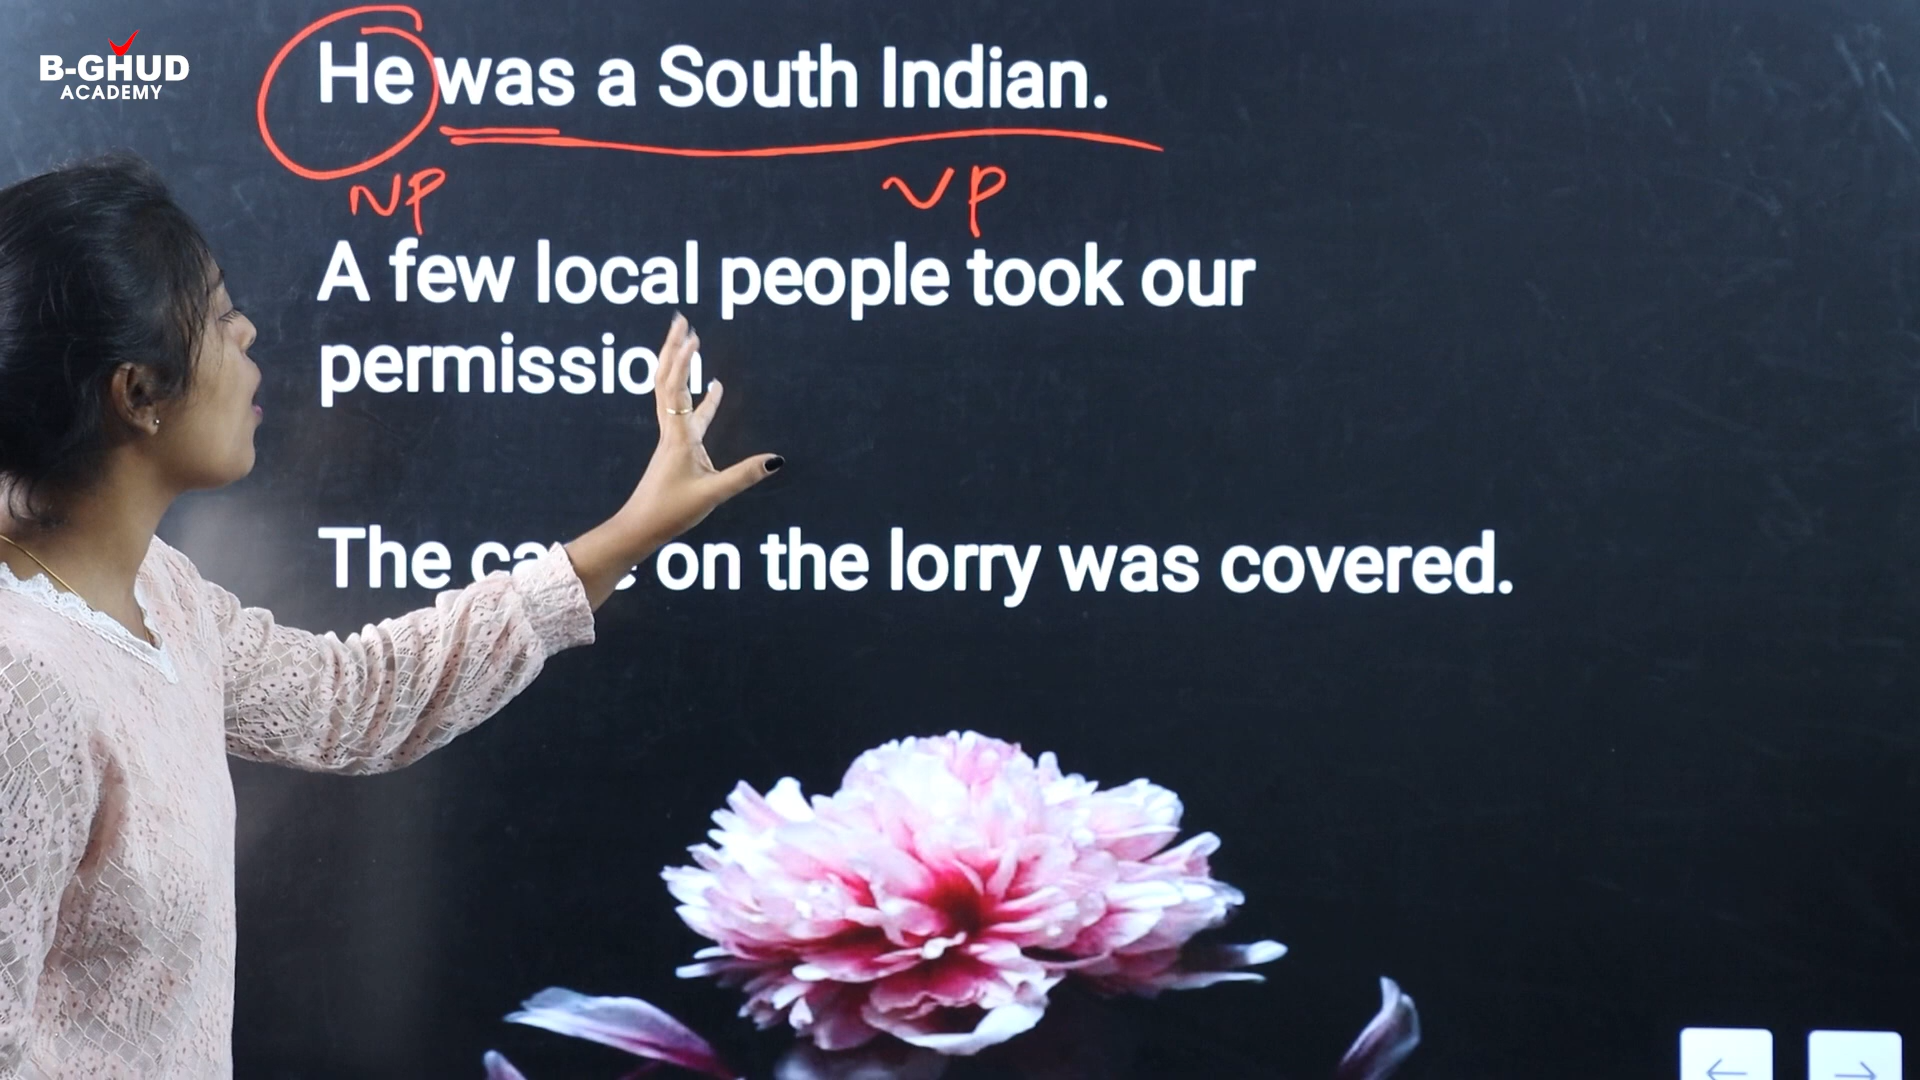 B-GHUD
ACADEMY
He was a South Indian.
NP VP
A few local people took our
permission.
The on the lorry was covered.